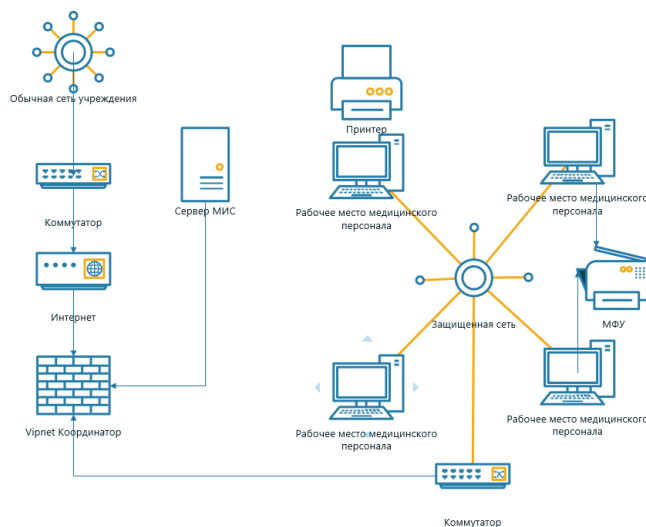 Обычная сеть учреждения
Принтер
Коммутатор
Сервер МИС
Рабочее место медицинского
персонала
Рабочее место медицинского
персонала
Интернет
Защищенная сеть
МФУ
Vipnet Координатор
Рабочее место медицинского
персонала
Рабочее место медицинского
персонала
Коммутатор